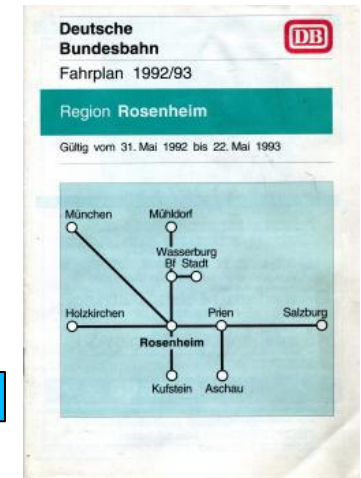 Deutsche
Bundesbahn
DB
Fahrplan 1992/93
Region Rosenheim
Gültig vom 31. Mai 1992 bis 22. Mai 1993
München
Mühldorf
Wasserburg
Bf Stadt
Holzkirchen
Prien
Salzburg
Rosenheim
Kufstein
Aschau